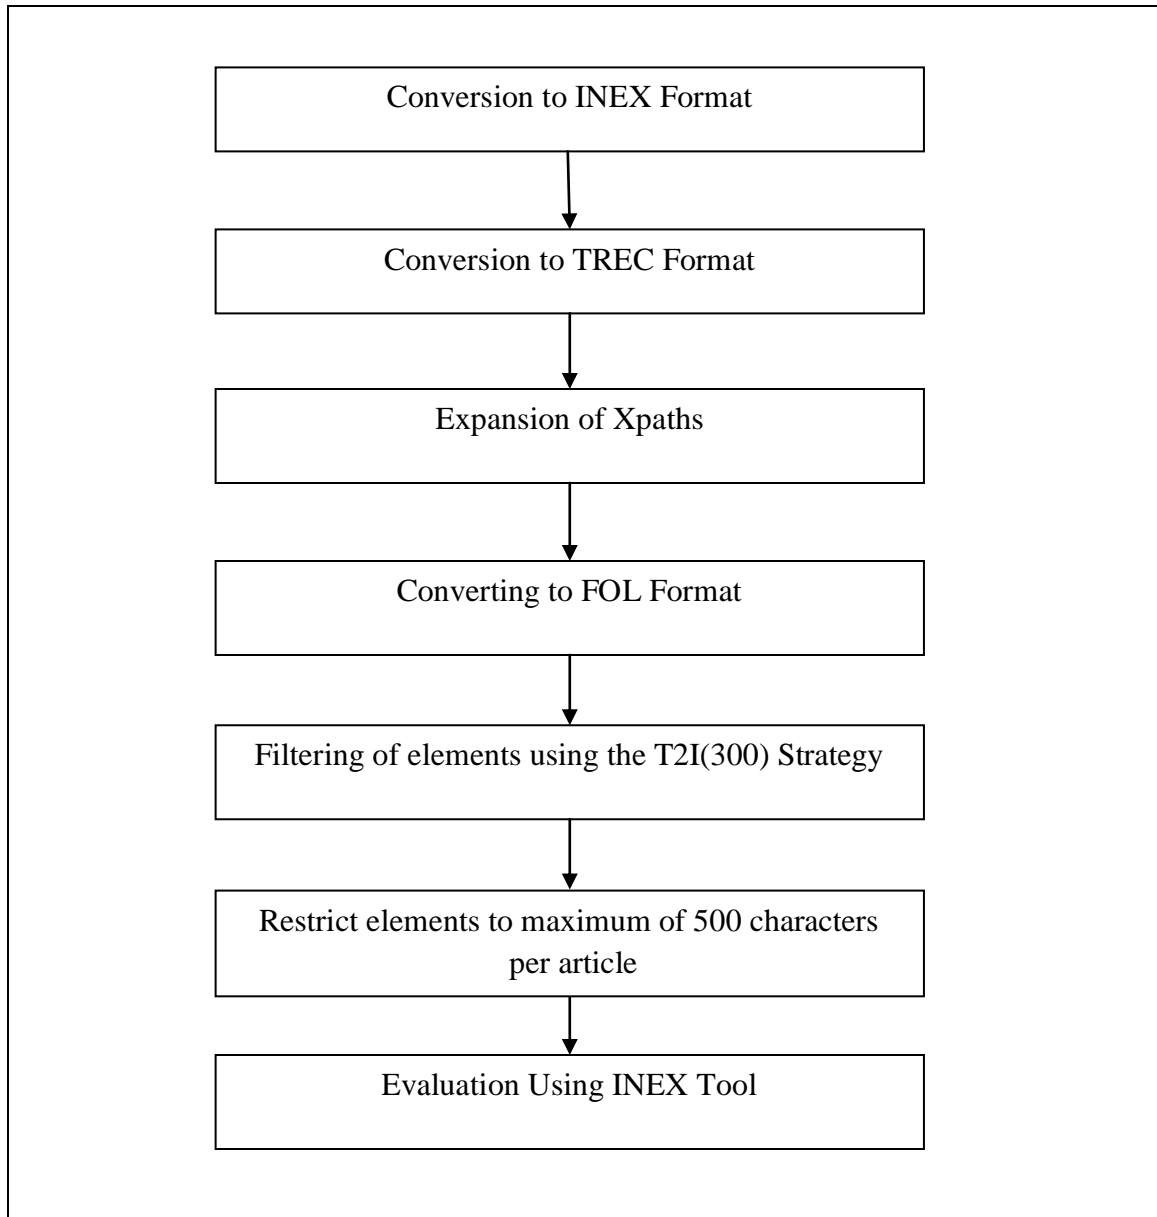 Conversion to INEX Format
Conversion to TREC Format
Expansion of Xpaths
Converting to FOL Format
Filtering of elements using the T2I(300) Strategy
Restrict elements to maximum of 500 characters
per article
Evaluation Using INEX Tool